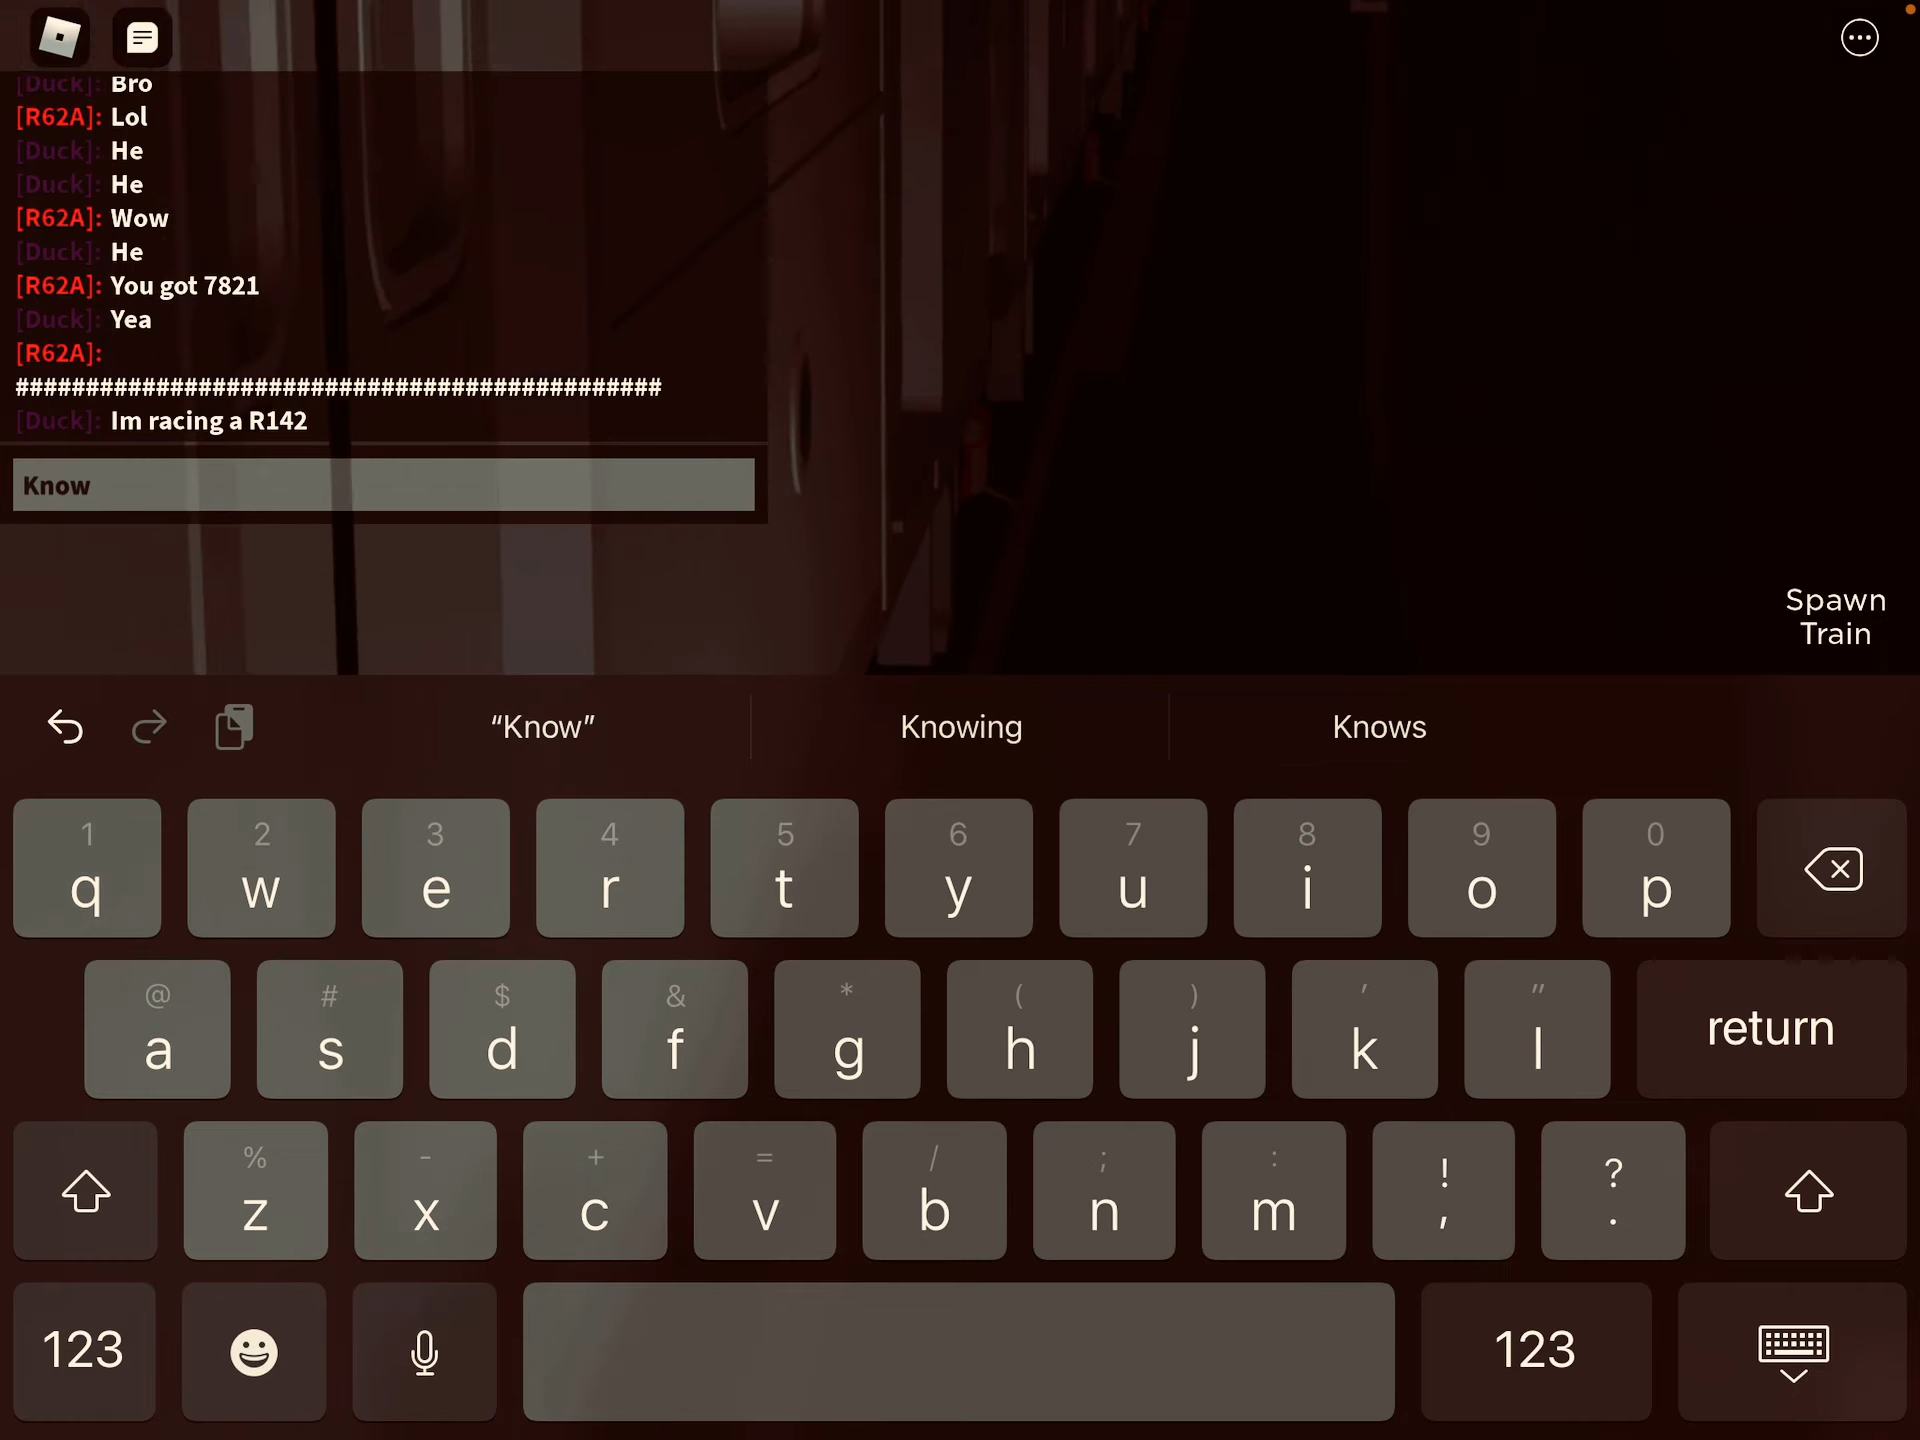 [Duck]: Bro
[R62A]: Lol
[Duck]: He
[Duck]: He
[R62A]: Wow
[Duck]: He
[R62A]: You got 7821
[Duck]: Yea
[R62A]:
##############################################
[Duck]: Im racing a R142
Know
Spawn
Train
“Know” Knowing Knows
1 2 3 4 5 6 7 8 9 0
q w e r t y u i o p
@ # $ & * ( ) ' "
a s d f g h j k l return
% - + = / ; : ! ?
z x c v b n m , .
123 123